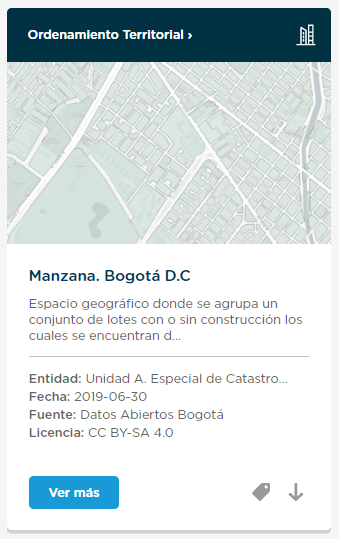 Ordenamiento Territorial ›
Manzana. Bogotá D.C
Espacio geográfico donde se agrupa un
conjunto de lotes con o sin construcción los
cuales se encuentran d...
Entidad: Unidad A. Especial de Catastro...
Fecha: 2019-06-30
Fuente: Datos Abiertos Bogotá
Licencia: CC BY-SA 4.0
Ver más